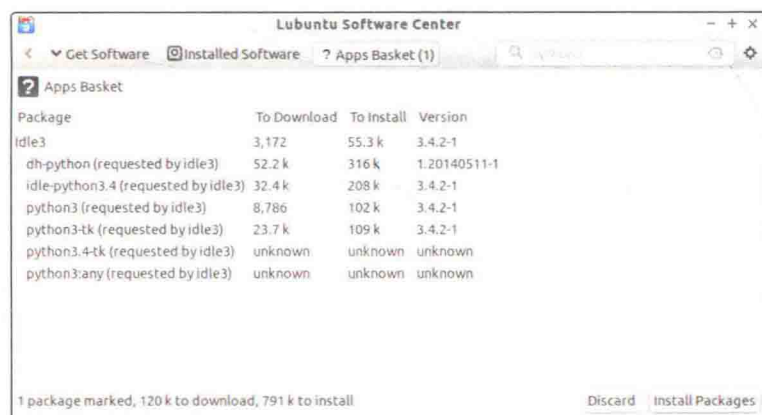 Lubuntu Software Center
Get Software Installed Software ? Apps Basket (1)
? Apps Basket
Package To Download To Install Version
Idle3 3,172 55.3 k 3.4.2-1
dh-python (requested by idle3) 52.2 k 316 k 1.20140511-1
idle-python3.4 (requested by idle3) 32.4 k 208 k 3.4.2-1
python3 (requested by idle3) 8,786 102 k 3.4.2-1
python3-tk (requested by idle3) 23.7 k 109 k 3.4.2-1
python3.4-tk (requested by idle3) unknown unknown unknown
python3:any (requested by idle3) unknown unknown unknown
1 package marked, 120 k to download, 791 k to install Discard Install Packages